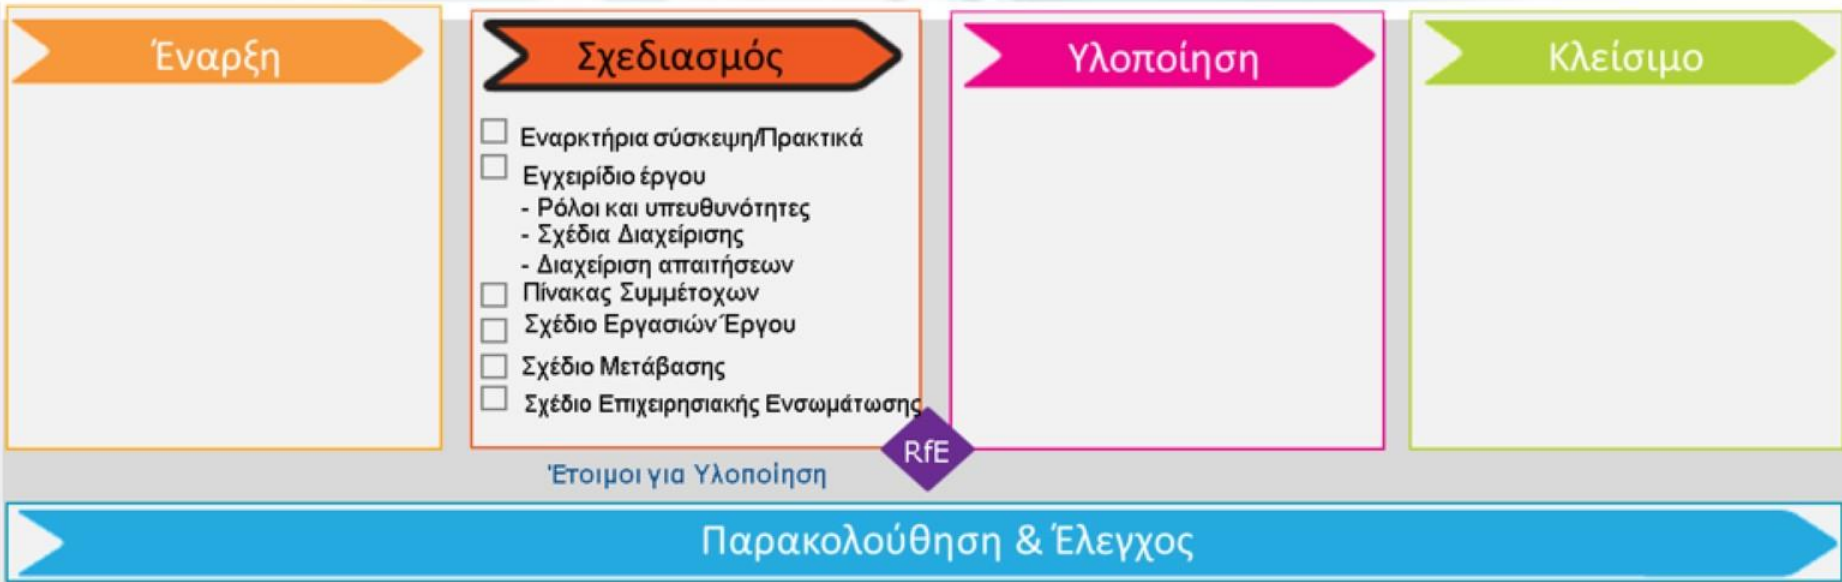 Έναρξη
Σχεδιασμός
Εναρκτήρια σύσκεψη/Πρακτικά
Εγχειρίδιο έργου
- Ρόλοι και υπευθυνότητες
- Σχέδια Διαχείρισης
- Διαχείριση απαιτήσεων
Πίνακας Συμμέτοχων
Σχέδιο Εργασιών Έργου
Σχέδιο Μετάβασης
Σχέδιο Επιχειρησιακής Ενσωμάτωσης
Υλοποίηση
Κλείσιμο
RfE
Έτοιμοι για Υλοποίηση
Παρακολούθηση & Έλεγχος